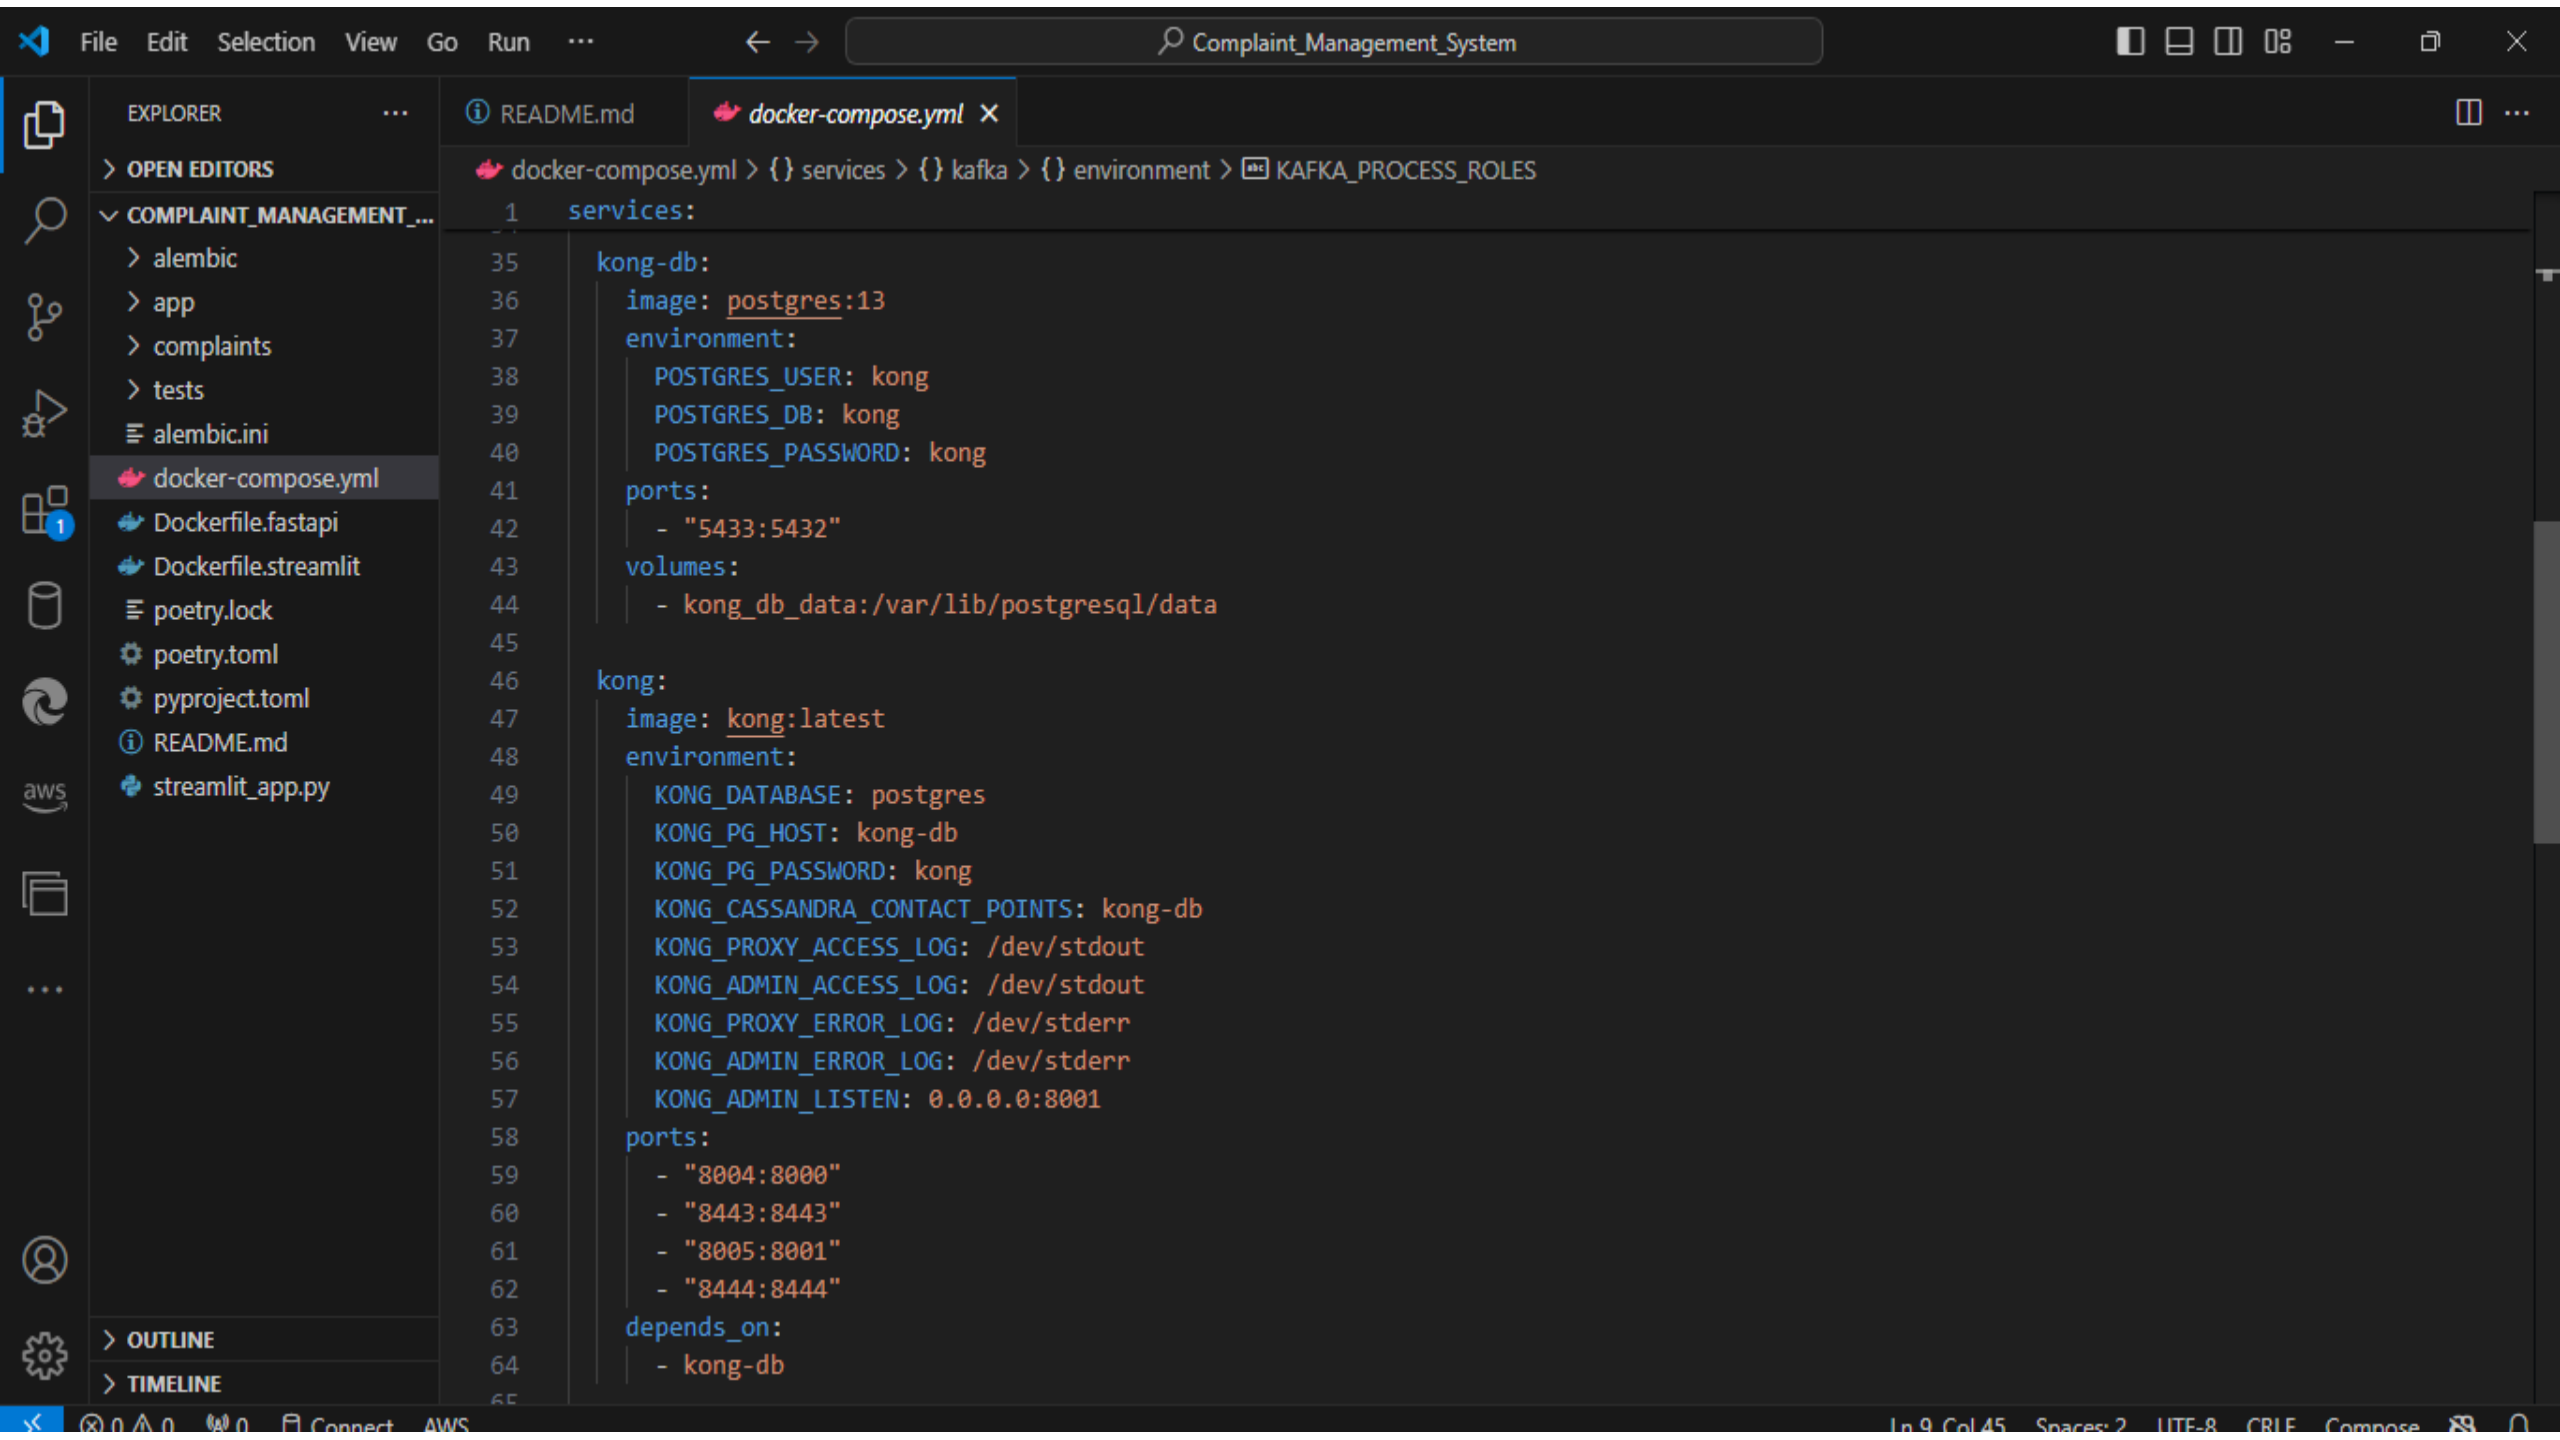 File Edit Selection View Go Run ··· Complaint_Management_System
EXPLORER ···
OPEN EDITORS
COMPLAINT_MANAGEMENT_...
alembic
app
complaints
tests
alembic.ini
docker-compose.yml
Dockerfile.fastapi
Dockerfile.streamlit
poetry.lock
poetry.toml
pyproject.toml
README.md
streamlit_app.py
OUTLINE
TIMELINE
1
aws
README.md docker-compose.yml
docker-compose.yml > {} services > {} kafka > {} environment > abc KAFKA_PROCESS_ROLES
1 services:
35 kong-db:
36 image: postgres:13
37 environment:
38 POSTGRES_USER: kong
39 POSTGRES_DB: kong
40 POSTGRES_PASSWORD: kong
41 ports:
42 - "5433:5432"
43 volumes:
44 - kong_db_data:/var/lib/postgresql/data
45
46 kong:
47 image: kong:latest
48 environment:
49 KONG_DATABASE: postgres
50 KONG_PG_HOST: kong-db
51 KONG_PG_PASSWORD: kong
52 KONG_CASSANDRA_CONTACT_POINTS: kong-db
53 KONG_PROXY_ACCESS_LOG: /dev/stdout
54 KONG_ADMIN_ACCESS_LOG: /dev/stdout
55 KONG_PROXY_ERROR_LOG: /dev/stderr
56 KONG_ADMIN_ERROR_LOG: /dev/stderr
57 KONG_ADMIN_LISTEN: 0.0.0.0:8001
58 ports:
59 - "8004:8000"
60 - "8443:8443"
61 - "8005:8001"
62 - "8444:8444"
63 depends_on:
64 - kong-db
65
0 0 0 Connect AWS Ln 9, Col 45 Spaces: 2 UTF-8 CRLF Compose